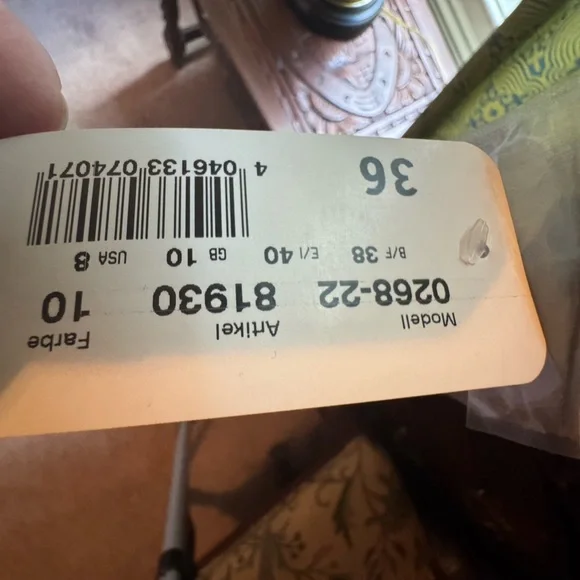 Modell Artikel Farbe
0268-22 81930 10
B/F 38 E/I 40 GB 10 USA 8
36
4 046133 074071